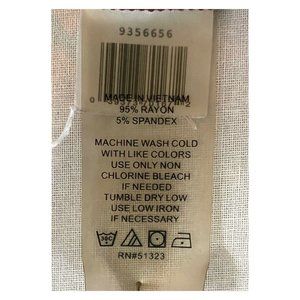 9356656
MADE IN VIETNAM
95% RAYON
5% SPANDEX
MACHINE WASH COLD
WITH LIKE COLORS
USE ONLY NON
CHLORINE BLEACH
IF NEEDED
TUMBLE DRY LOW
USE LOW IRON
IF NECESSARY
RN#51323